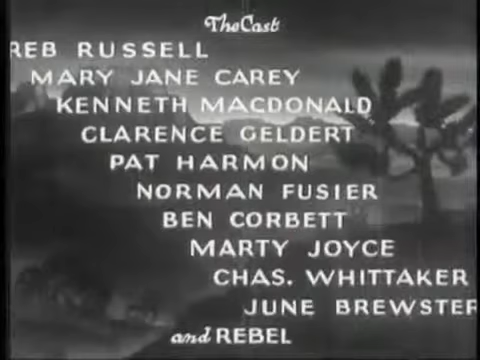 The Cast
REB RUSSELL
MARY JANE CAREY
KENNETH MACDONALD
CLARENCE GELDERT
PAT HARMON
NORMAN FUSIER
BEN CORBETT
MARTY JOYCE
CHAS. WHITTAKER
JUNE BREWSTER
and REBEL